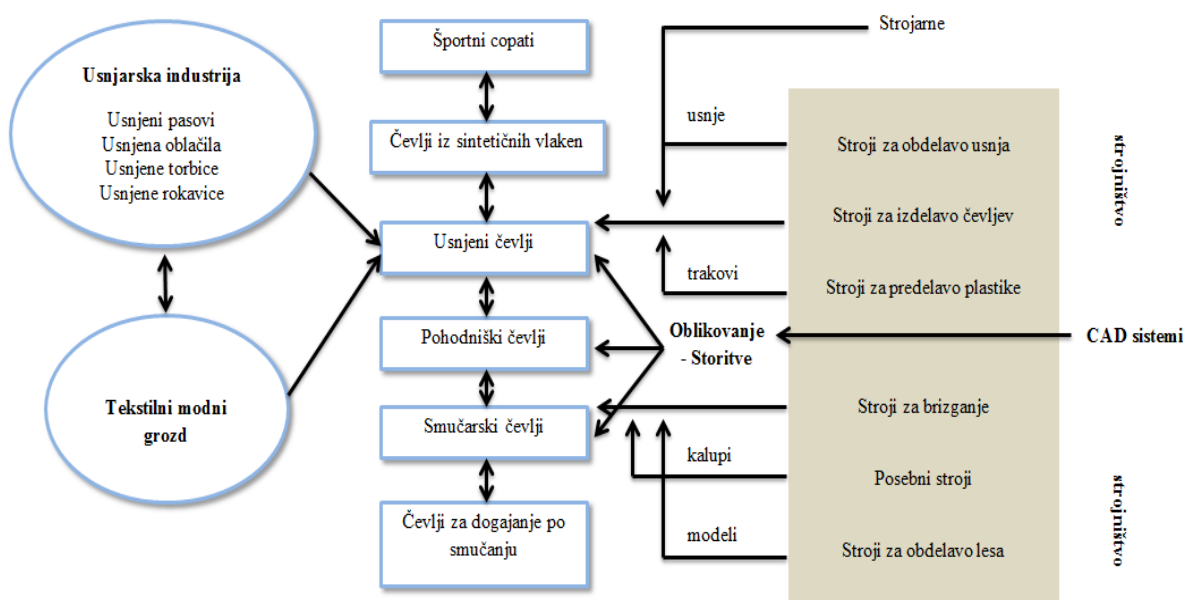 Usnjarska industrija
Usnjeni pasovi
Usnjena oblačila
Usnjene torbice
Usnjene rokavice
Tekstilni modni
grozd
Športni copati
Čevlji iz sintetičnih vlaken
Usnjeni čevlji
Pohodniški čevlji
Smučarski čevlji
Čevlji za dogajanje po
smučanju
Oblikovanje
- Storitve
usnje
trakovi
kalupi
modeli
Strojarne
Stroji za obdelavo usnja
Stroji za izdelavo čevljev
Stroji za predelavo plastike
CAD sistemi
Stroji za brizganje
Posebni stroji
Stroji za obdelavo lesa
strojništvo
strojništvo